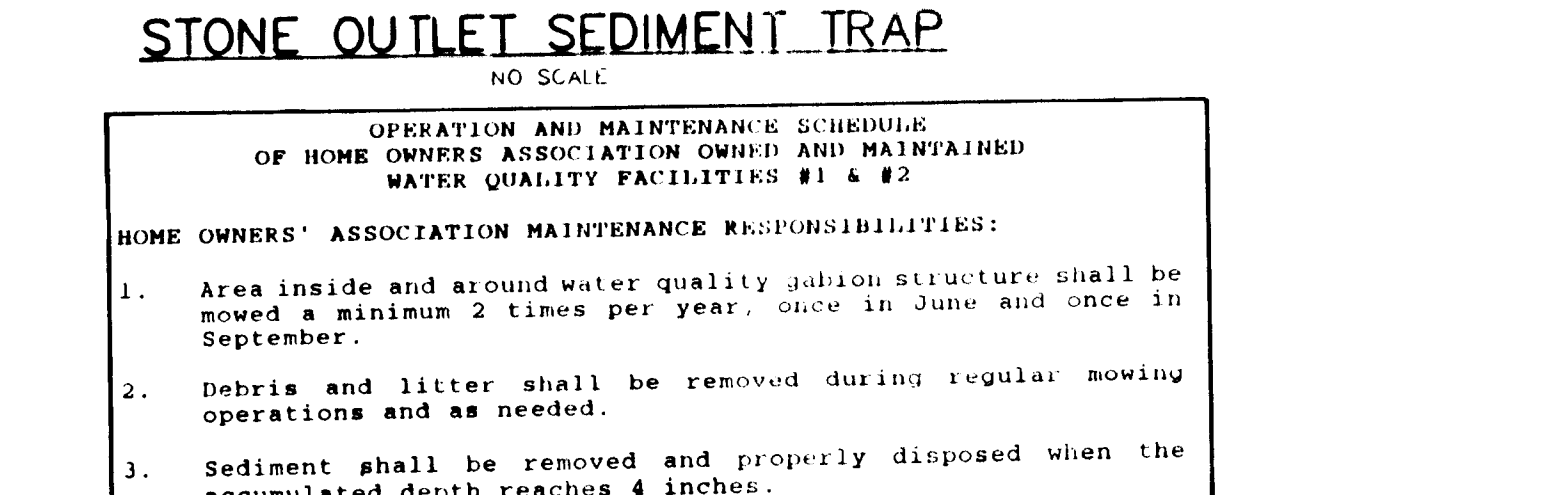 STONE OUTLET SEDIMENT TRAP
NO SCALE
OPERATION AND MAINTENANCE SCHEDULE
OF HOME OWNERS ASSOCIATION OWNED AND MAINTAINED
WATER QUALITY FACILITIES #1 & #2
HOME OWNERS' ASSOCIATION MAINTENANCE RESPONSIBILITIES:
1. Area inside and around water quality gabion structure shall be
mowed a minimum 2 times per year, once in June and once in
September.
2. Debris and litter shall be removed during regular mowing
operations and as needed.
3. Sediment shall be removed and properly disposed when the
accumulated depth reaches 4 inches.